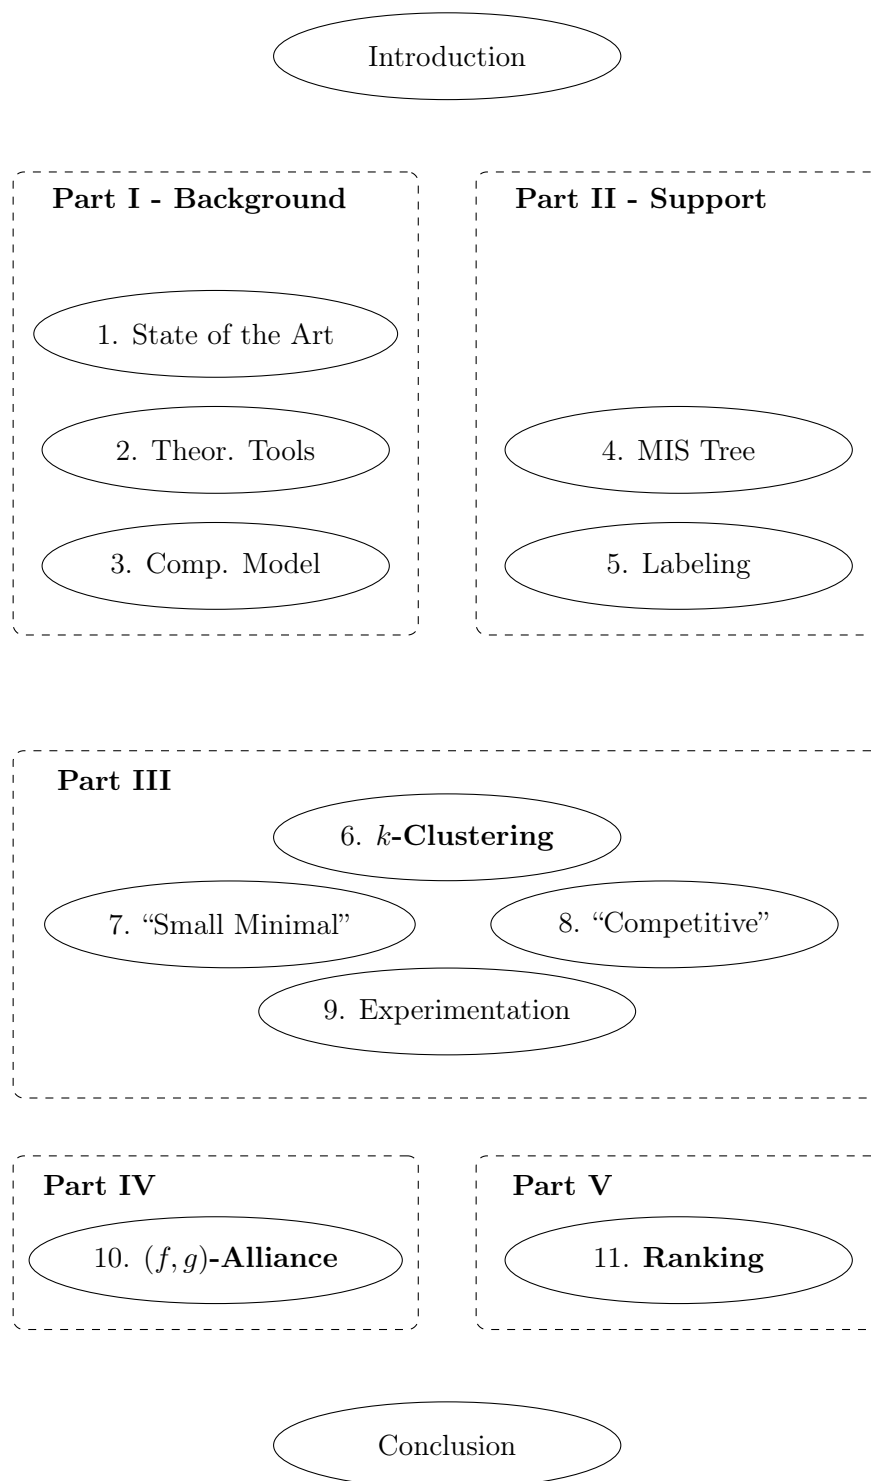 Introduction
Part I - Background
1. State of the Art
2. Theor. Tools
3. Comp. Model
Part II - Support
4. MIS Tree
5. Labeling
Part III
6. k-Clustering
7. “Small Minimal”
8. “Competitive”
9. Experimentation
Part IV
10. (f, g)-Alliance
Part V
11. Ranking
Conclusion